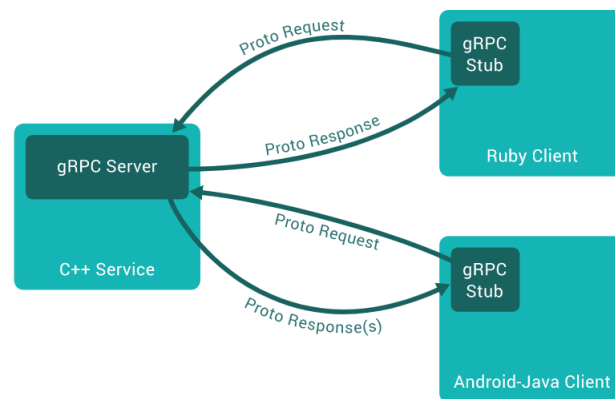 Proto Request
gRPC
Stub
Ruby Client
Proto Response
gRPC Server
C++ Service
Proto Request
gRPC
Stub
Proto Response(s)
Android-Java Client